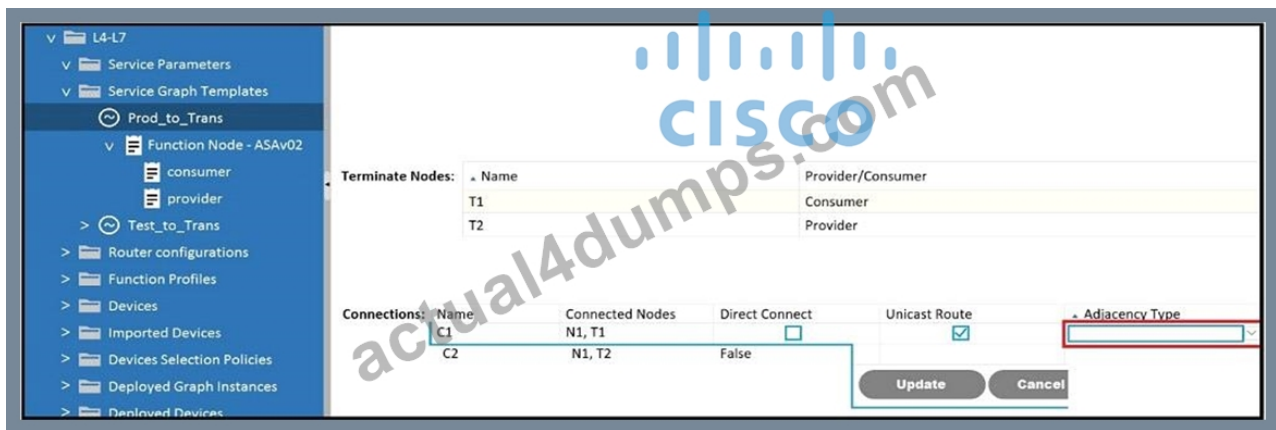 L4-L7
Service Parameters
Service Graph Templates
Prod_to_Trans
Function Node - ASAv02
consumer
provider
Test_to_Trans
Router configurations
Function Profiles
Devices
Imported Devices
Devices Selection Policies
Deployed Graph Instances
Deployed Devices
CISCO
actual4dumps.com
Terminate Nodes: Name Provider/Consumer
T1 Consumer
T2 Provider
Connections: Name Connected Nodes Direct Connect Unicast Route Adjacency Type
C1 N1, T1
C2 N1, T2 False
Update Cancel